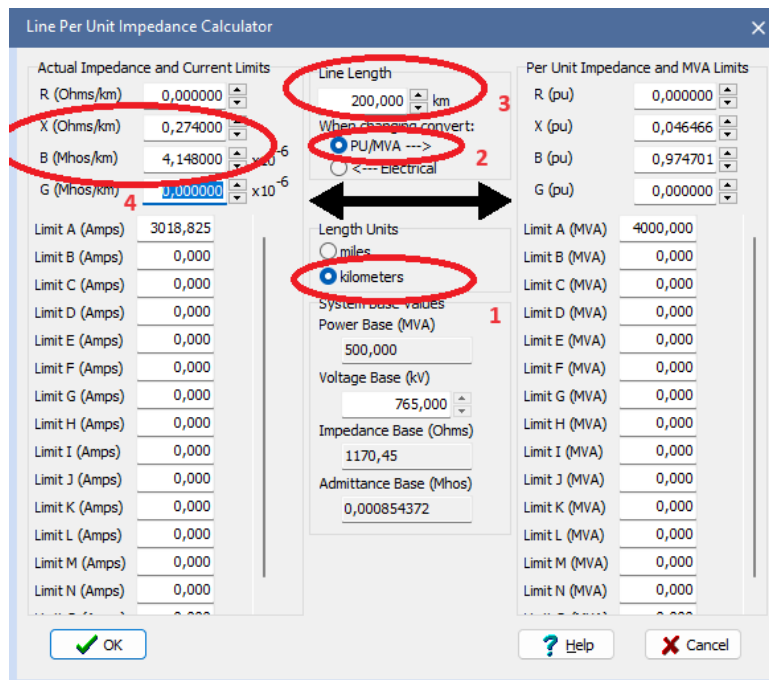 Line Per Unit Impedance Calculator
Actual Impedance and Current Limits
R (Ohms/km) 0,000000
X (Ohms/km) 0,274000
B (Mhos/km) 4,148000 x10-6
G (Mhos/km) 0,000000 x10-6
4
Limit A (Amps) 3018,825
Limit B (Amps) 0,000
Limit C (Amps) 0,000
Limit D (Amps) 0,000
Limit E (Amps) 0,000
Limit F (Amps) 0,000
Limit G (Amps) 0,000
Limit H (Amps) 0,000
Limit I (Amps) 0,000
Limit J (Amps) 0,000
Limit K (Amps) 0,000
Limit L (Amps) 0,000
Limit M (Amps) 0,000
Limit N (Amps) 0,000
Line Length
200,000 km
3
When changing convert:
PU/MVA --->
2
<--- Electrical
Length Units
miles
kilometers
System Base Values
1
Power Base (MVA)
500,000
Voltage Base (kV)
765,000
Impedance Base (Ohms)
1170,45
Admittance Base (Mhos)
0,000854372
Per Unit Impedance and MVA Limits
R (pu) 0,000000
X (pu) 0,046466
B (pu) 0,974701
G (pu) 0,000000
Limit A (MVA) 4000,000
Limit B (MVA) 0,000
Limit C (MVA) 0,000
Limit D (MVA) 0,000
Limit E (MVA) 0,000
Limit F (MVA) 0,000
Limit G (MVA) 0,000
Limit H (MVA) 0,000
Limit I (MVA) 0,000
Limit J (MVA) 0,000
Limit K (MVA) 0,000
Limit L (MVA) 0,000
Limit M (MVA) 0,000
Limit N (MVA) 0,000
OK
? Help
Cancel